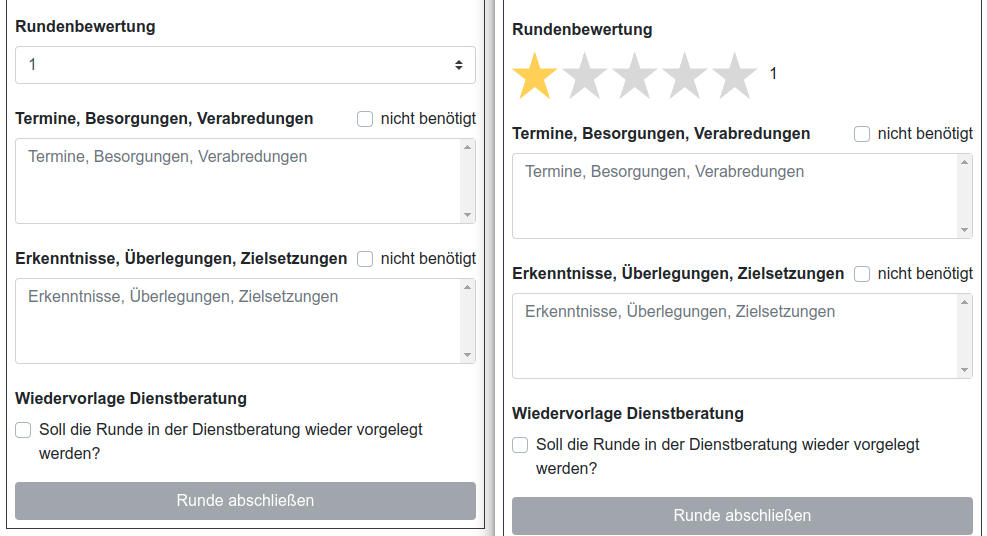 Rundenbewertung
1
Termine, Besorgungen, Verabredungen nicht benötigt
Termine, Besorgungen, Verabredungen
Erkenntnisse, Überlegungen, Zielsetzungen nicht benötigt
Erkenntnisse, Überlegungen, Zielsetzungen
Wiedervorlage Dienstberatung
Soll die Runde in der Dienstberatung wieder vorgelegt
werden?
Runde abschließen
Rundenbewertung
1
Termine, Besorgungen, Verabredungen nicht benötigt
Termine, Besorgungen, Verabredungen
Erkenntnisse, Überlegungen, Zielsetzungen nicht benötigt
Erkenntnisse, Überlegungen, Zielsetzungen
Wiedervorlage Dienstberatung
Soll die Runde in der Dienstberatung wieder vorgelegt
werden?
Runde abschließen